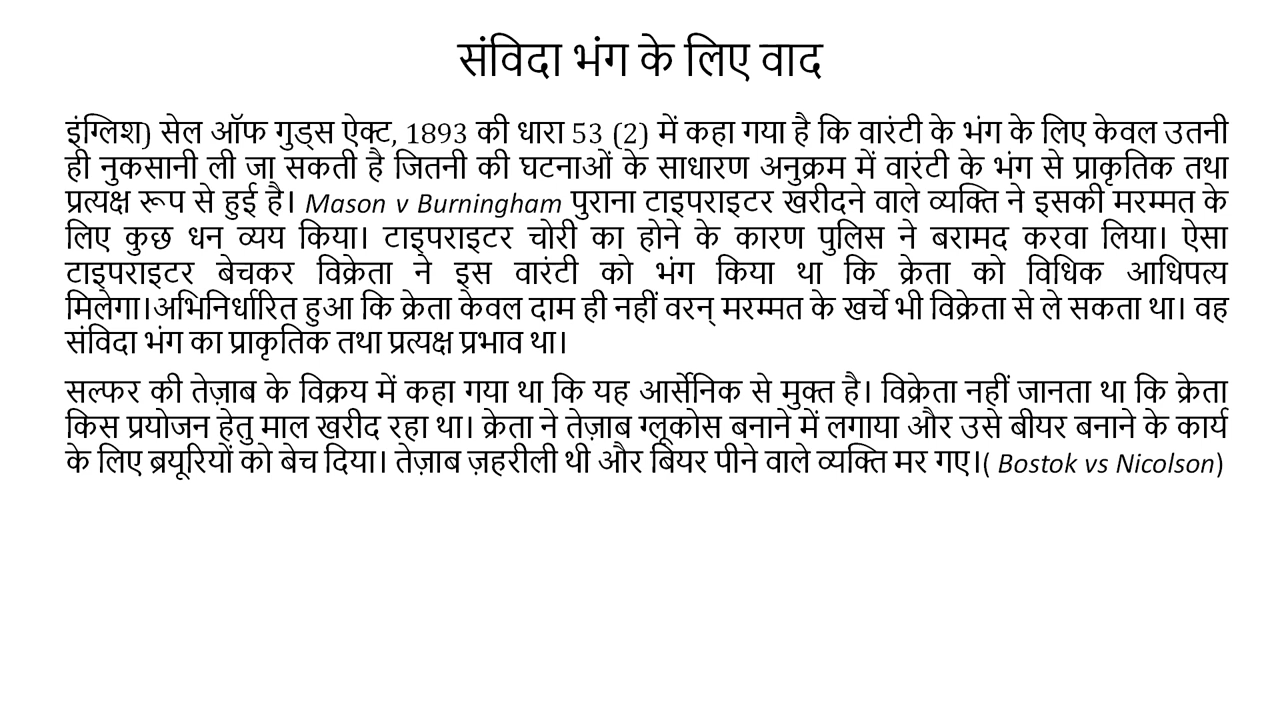 संविदा भंग के लिए वाद
इंग्लिश) सेल ऑफ गुड्स ऐक्ट, 1893 की धारा 53 (2) में कहा गया है कि वारंटी के भंग के लिए केवल उतनी
ही नुकसानी ली जा सकती है जितनी की घटनाओं के साधारण अनुक्रम में वारंटी के भंग से प्राकृतिक तथा
प्रत्यक्ष रूप से हुई है। Mason v Burningham पुराना टाइपराइटर खरीदने वाले व्यक्ति ने इसकी मरम्मत के
लिए कुछ धन व्यय किया। टाइपराइटर चोरी का होने के कारण पुलिस ने बरामद करवा लिया। ऐसा
टाइपराइटर बेचकर विक्रेता ने इस वारंटी को भंग किया था कि क्रेता को विधिक आधिपत्य
मिलेगा।अभिनिर्धारित हुआ कि क्रेता केवल दाम ही नहीं वरन् मरम्मत के खर्चे भी विक्रेता से ले सकता था। वह
संविदा भंग का प्राकृतिक तथा प्रत्यक्ष प्रभाव था।
सल्फर की तेज़ाब के विक्रय में कहा गया था कि यह आर्सेनिक से मुक्त है। विक्रेता नहीं जानता था कि क्रेता
किस प्रयोजन हेतु माल खरीद रहा था। क्रेता ने तेज़ाब ग्लूकोस बनाने में लगाया और उसे बीयर बनाने के कार्य
के लिए ब्रयूरियों को बेच दिया। तेज़ाब ज़हरीली थी और बियर पीने वाले व्यक्ति मर गए।( Bostok vs Nicolson)